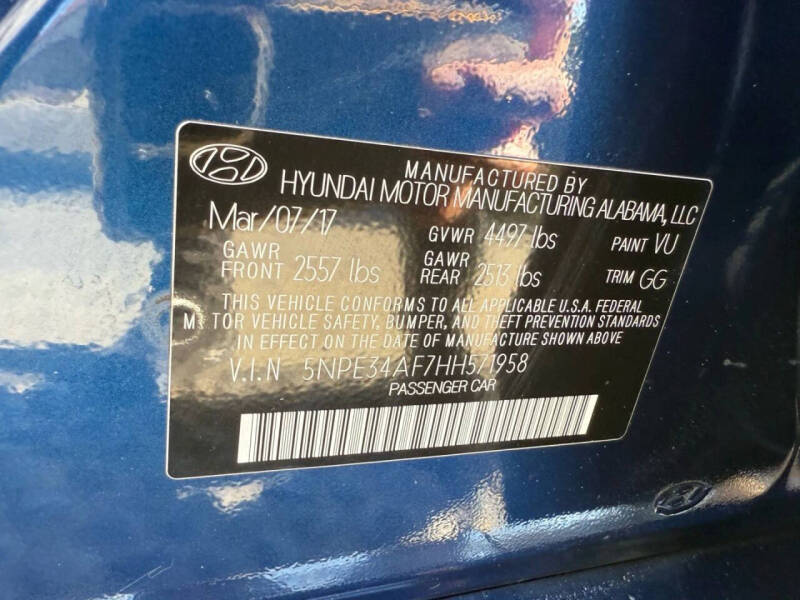 MANUFACTURED BY
HYUNDAI MOTOR MANUFACTURING ALABAMA, LLC
Mar/07/17 GVWR 4497 lbs PAINT VU
GAWR FRONT 2557 lbs GAWR REAR 2513 lbs TRIM GG
THIS VEHICLE CONFORMS TO ALL APPLICABLE U.S.A. FEDERAL
MOTOR VEHICLE SAFETY, BUMPER, AND THEFT PREVENTION STANDARDS
IN EFFECT ON THE DATE OF MANUFACTURE SHOWN ABOVE
V.I.N 5NPE34AF7HH571958
PASSENGER CAR